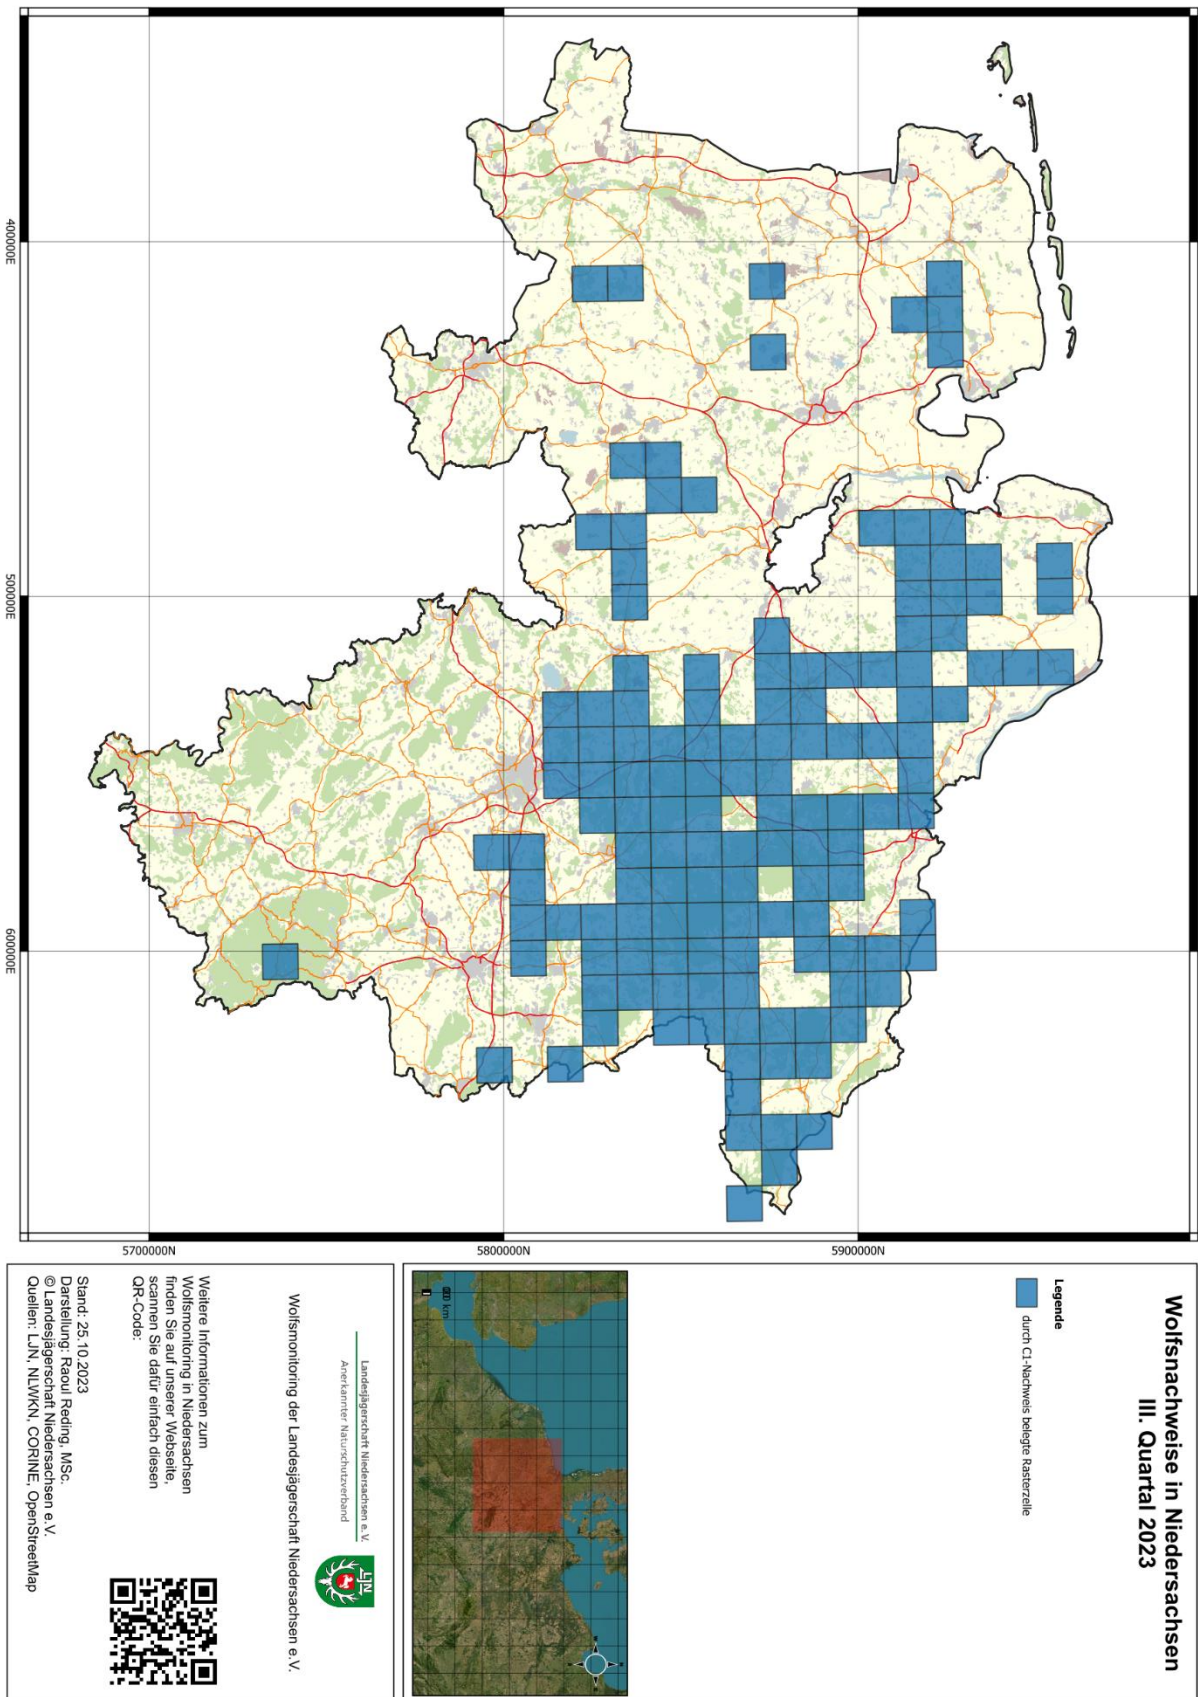 Wolfsnachweise in Niedersachsen
III. Quartal 2023
Legende
durch C1-Nachweis belegte Rasterzelle
km
Landesjägerschaft Niedersachsen e.V.
Anerkannter Naturschutzverband
LJN
Wolfsmonitoring der Landesjägerschaft Niedersachsen e.V.
Weitere Informationen zum
Wolfsmonitoring in Niedersachsen
finden Sie auf unserer Webseite,
scannen Sie dafür einfach diesen
QR-Code:
Stand: 25.10.2023
Darstellung: Raoul Reding, MSc.
© Landesjägerschaft Niedersachsen e.V.
Quellen: LJN, NLWKN, CORINE, OpenStreetMap
5900000N
5800000N
5700000N
400000E
500000E
600000E